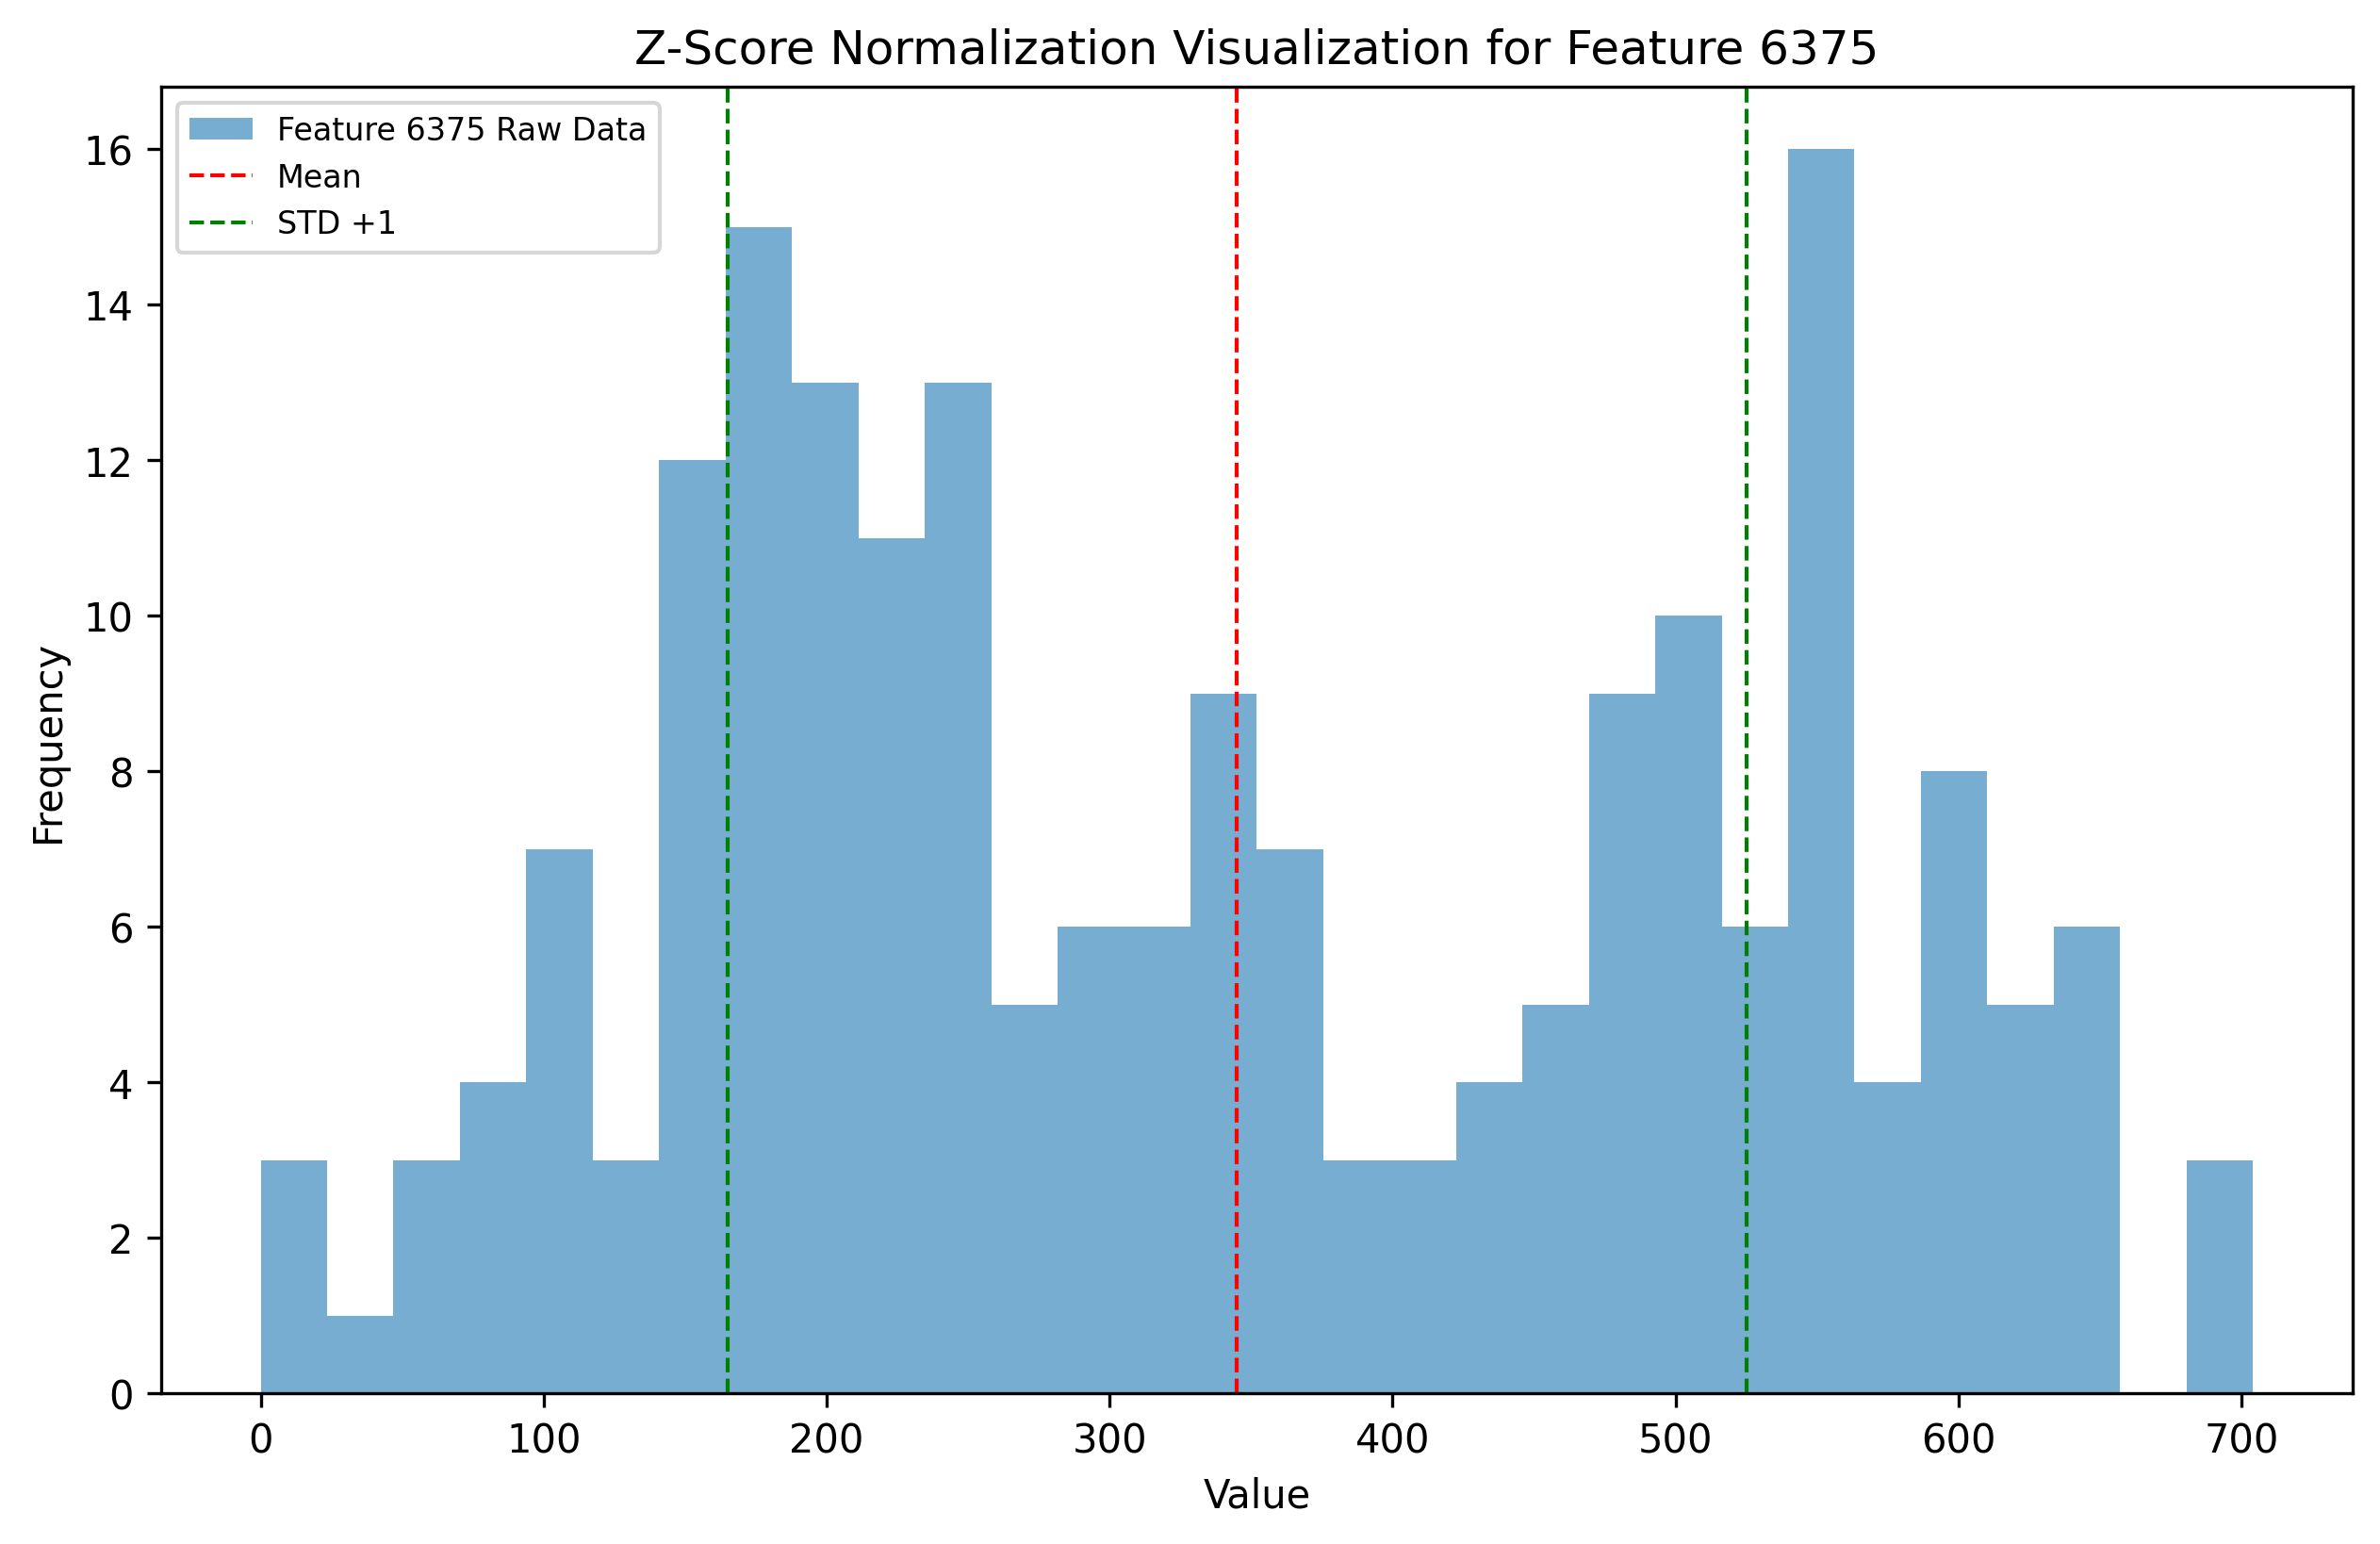 Z-Score Normalization Visualization for Feature 6375
Feature 6375 Raw Data
Mean
STD +1
16
14
12
10
8
6
4
2
0
Frequency
0 100 200 300 400 500 600 700
Value